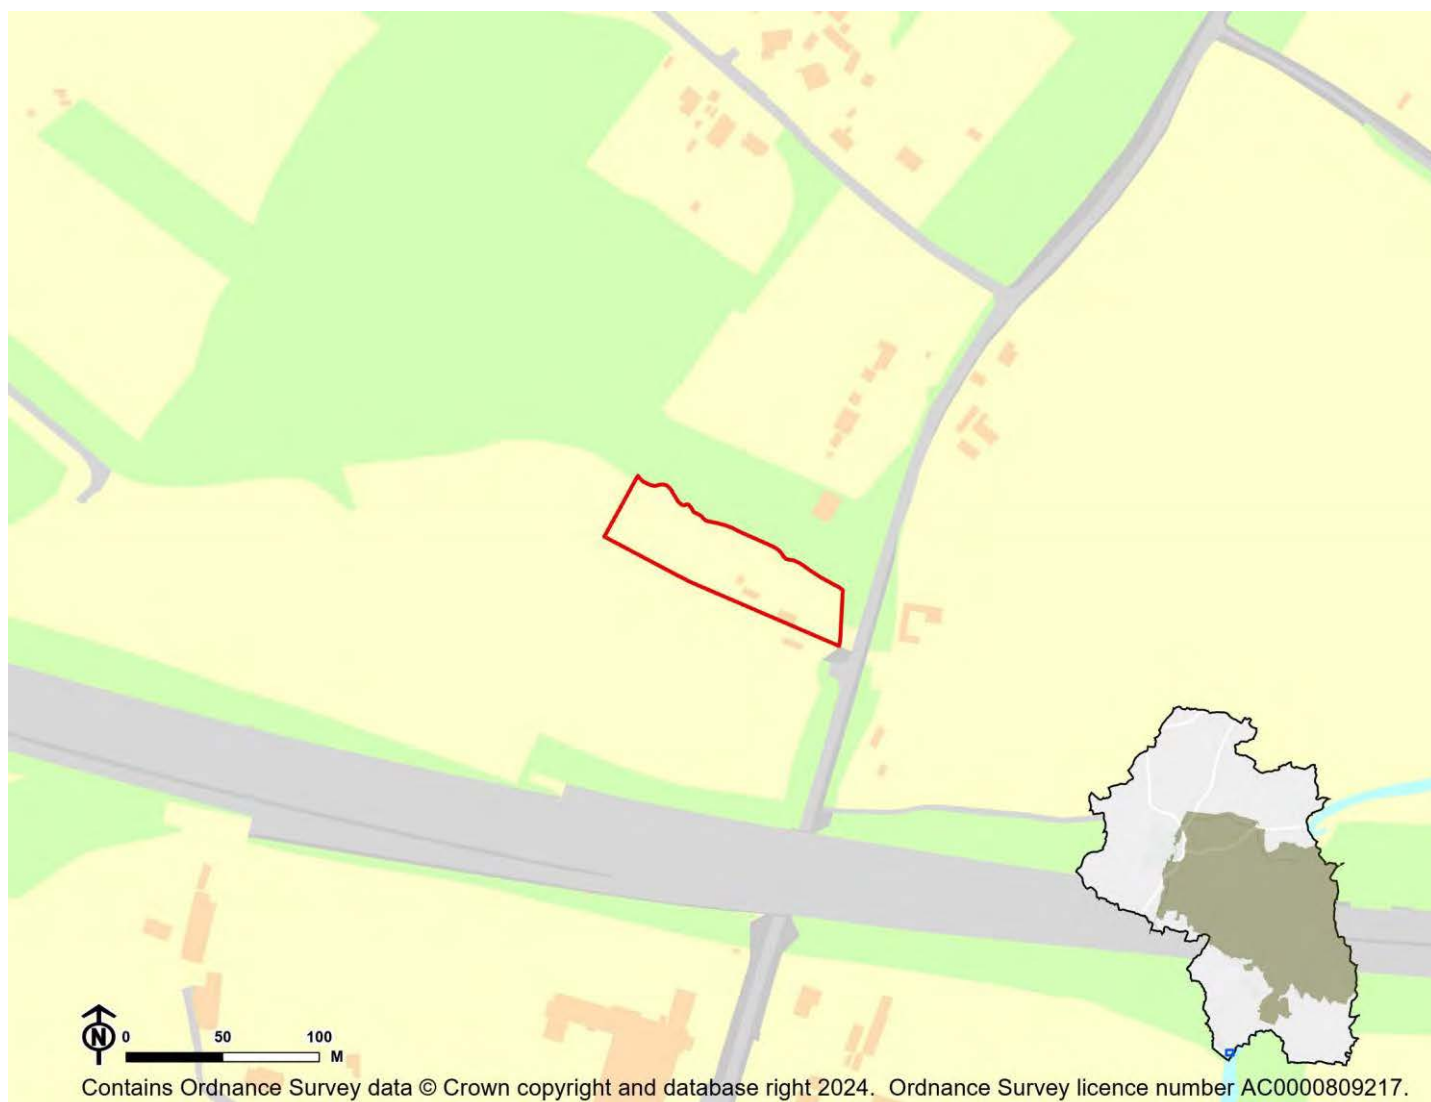 N 0 50 100
M
Contains Ordnance Survey data © Crown copyright and database right 2024. Ordnance Survey licence number AC0000809217.